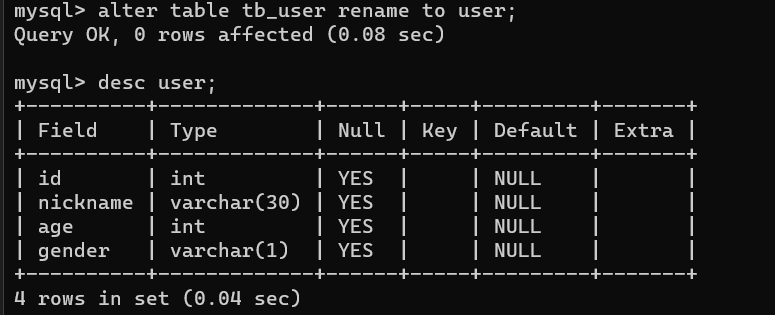 mysql> alter table tb_user rename to user;
Query OK, 0 rows affected (0.08 sec)
mysql> desc user;
+----------+-------------+------+-----+---------+-------+
| Field    | Type        | Null | Key | Default | Extra |
+----------+-------------+------+-----+---------+-------+
| id       | int         | YES  |     | NULL    |       |
| nickname | varchar(30) | YES  |     | NULL    |       |
| age      | int         | YES  |     | NULL    |       |
| gender   | varchar(1)  | YES  |     | NULL    |       |
+----------+-------------+------+-----+---------+-------+
4 rows in set (0.04 sec)